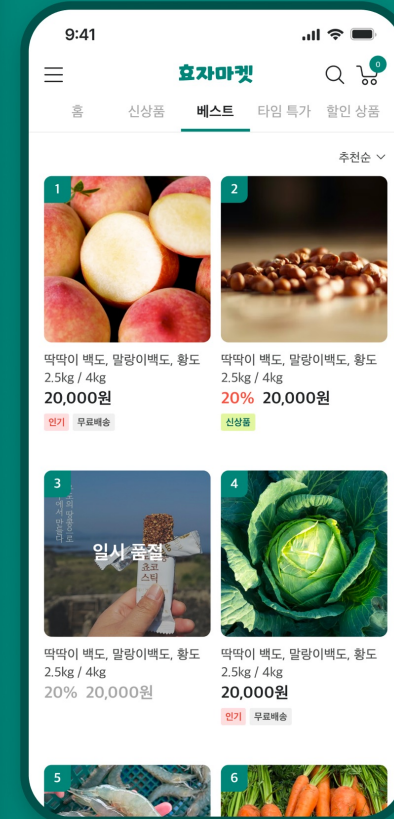 9:41
효자마켓
0
홈 신상품 베스트 타임 특가 할인 상품
추천순
1
2
딱딱이 백도, 말랑이백도, 황도
2.5kg / 4kg
20,000원
인기 무료배송
딱딱이 백도, 말랑이백도, 황도
2.5kg / 4kg
20% 20,000원
신상품
3
일시 품절
쵸코
스틱
4
딱딱이 백도, 말랑이백도, 황도
2.5kg / 4kg
20% 20,000원
딱딱이 백도, 말랑이백도, 황도
2.5kg / 4kg
20,000원
인기 무료배송
5
6